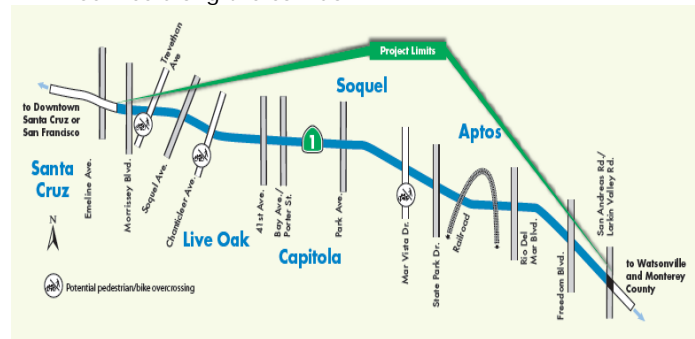 Project Limits
Trevethan
Ave
Soquel
to Downtown
Santa Cruz or
San Francisco
1
Aptos
Santa
Cruz
Emeline Ave.
Morrissey Blvd.
Soquel Ave.
Chanticleer Ave.
Live Oak
41st Ave.
Bay Ave./
Porter St.
Capitola
Park Ave.
Mar Vista Dr.
State Park Dr.
Railroad
Rio Del
Mar Blvd.
Freedom Blvd.
San Andreas Rd./
Larkin Valley Rd.
to Watsonville
and Monterey
County
N
Potential pedestrian/bike overcrossing